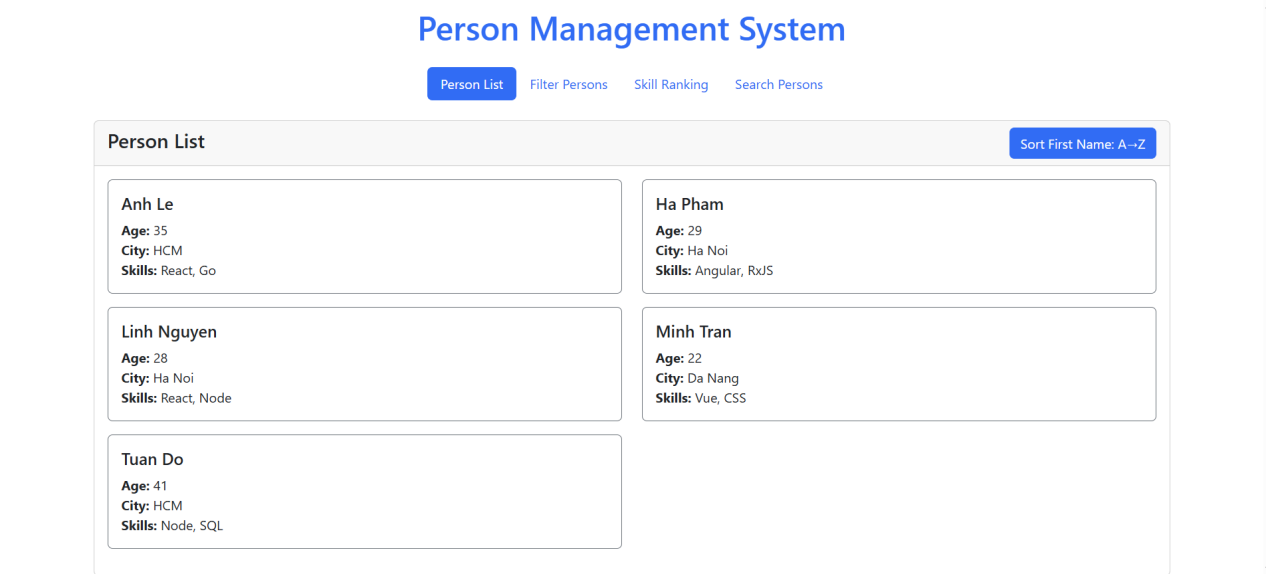 Person Management System
Person List Filter Persons Skill Ranking Search Persons
Person List
Sort First Name: A→Z
Anh Le
Age: 35
City: HCM
Skills: React, Go
Ha Pham
Age: 29
City: Ha Noi
Skills: Angular, RxJS
Linh Nguyen
Age: 28
City: Ha Noi
Skills: React, Node
Minh Tran
Age: 22
City: Da Nang
Skills: Vue, CSS
Tuan Do
Age: 41
City: HCM
Skills: Node, SQL